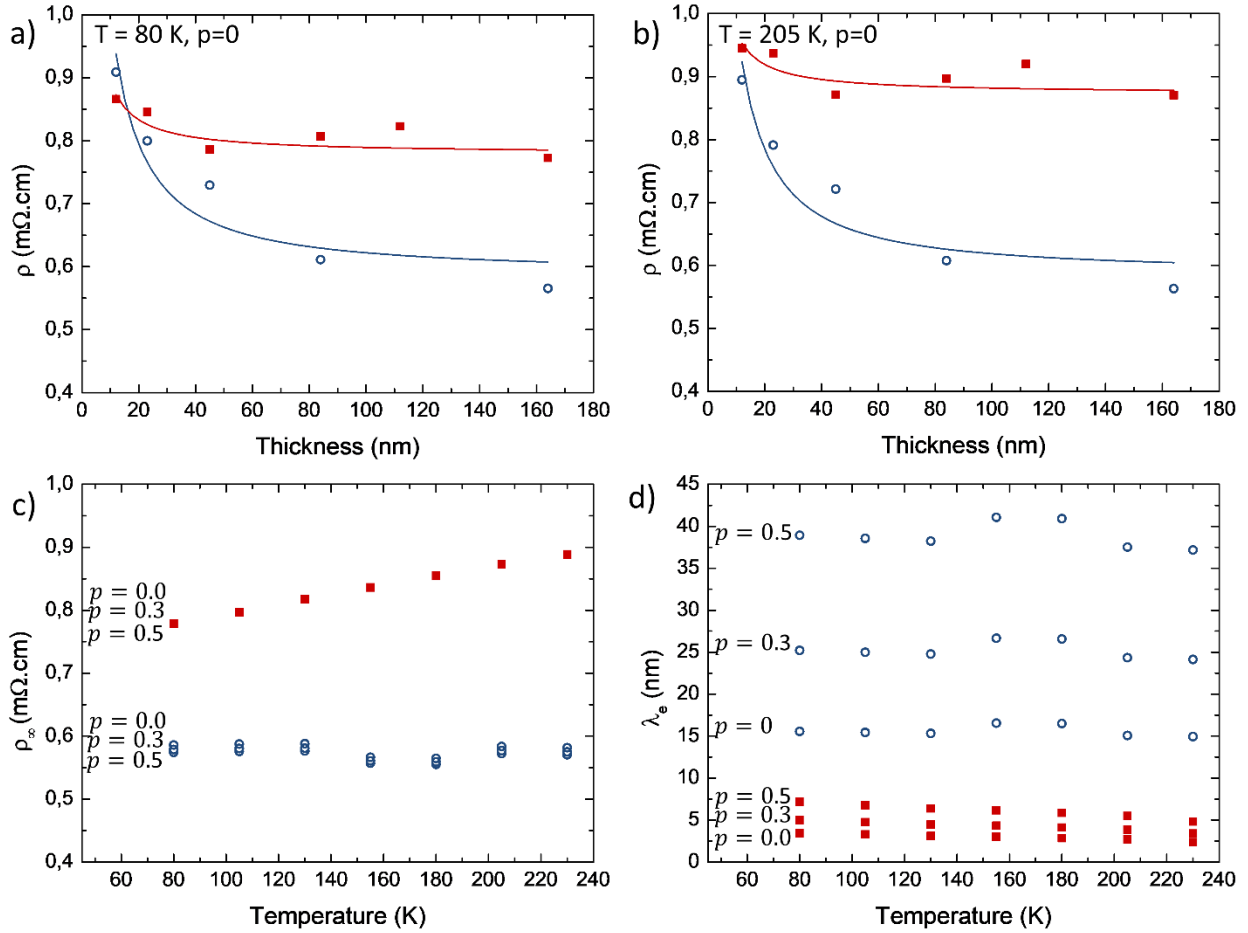 a)
T = 80 K, p=0
1,0
0,9
0,8
0,7
0,6
0,5
0,4
ρ (mΩ.cm)
0 20 40 60 80 100 120 140 160 180
Thickness (nm)
b)
T = 205 K, p=0
1,0
0,9
0,8
0,7
0,6
0,5
0,4
ρ (mΩ.cm)
0 20 40 60 80 100 120 140 160 180
Thickness (nm)
c)
1,0
0,9
0,8
0,7
0,6
0,5
0,4
ρ∞ (mΩ.cm)
p = 0.0
p = 0.3
p = 0.5
p = 0.0
p = 0.3
p = 0.5
60 80 100 120 140 160 180 200 220 240
Temperature (K)
d)
45
40
35
30
25
20
15
10
5
0
λe (nm)
p = 0.5
p = 0.3
p = 0
p = 0.5
p = 0.3
p = 0.0
60 80 100 120 140 160 180 200 220 240
Temperature (K)